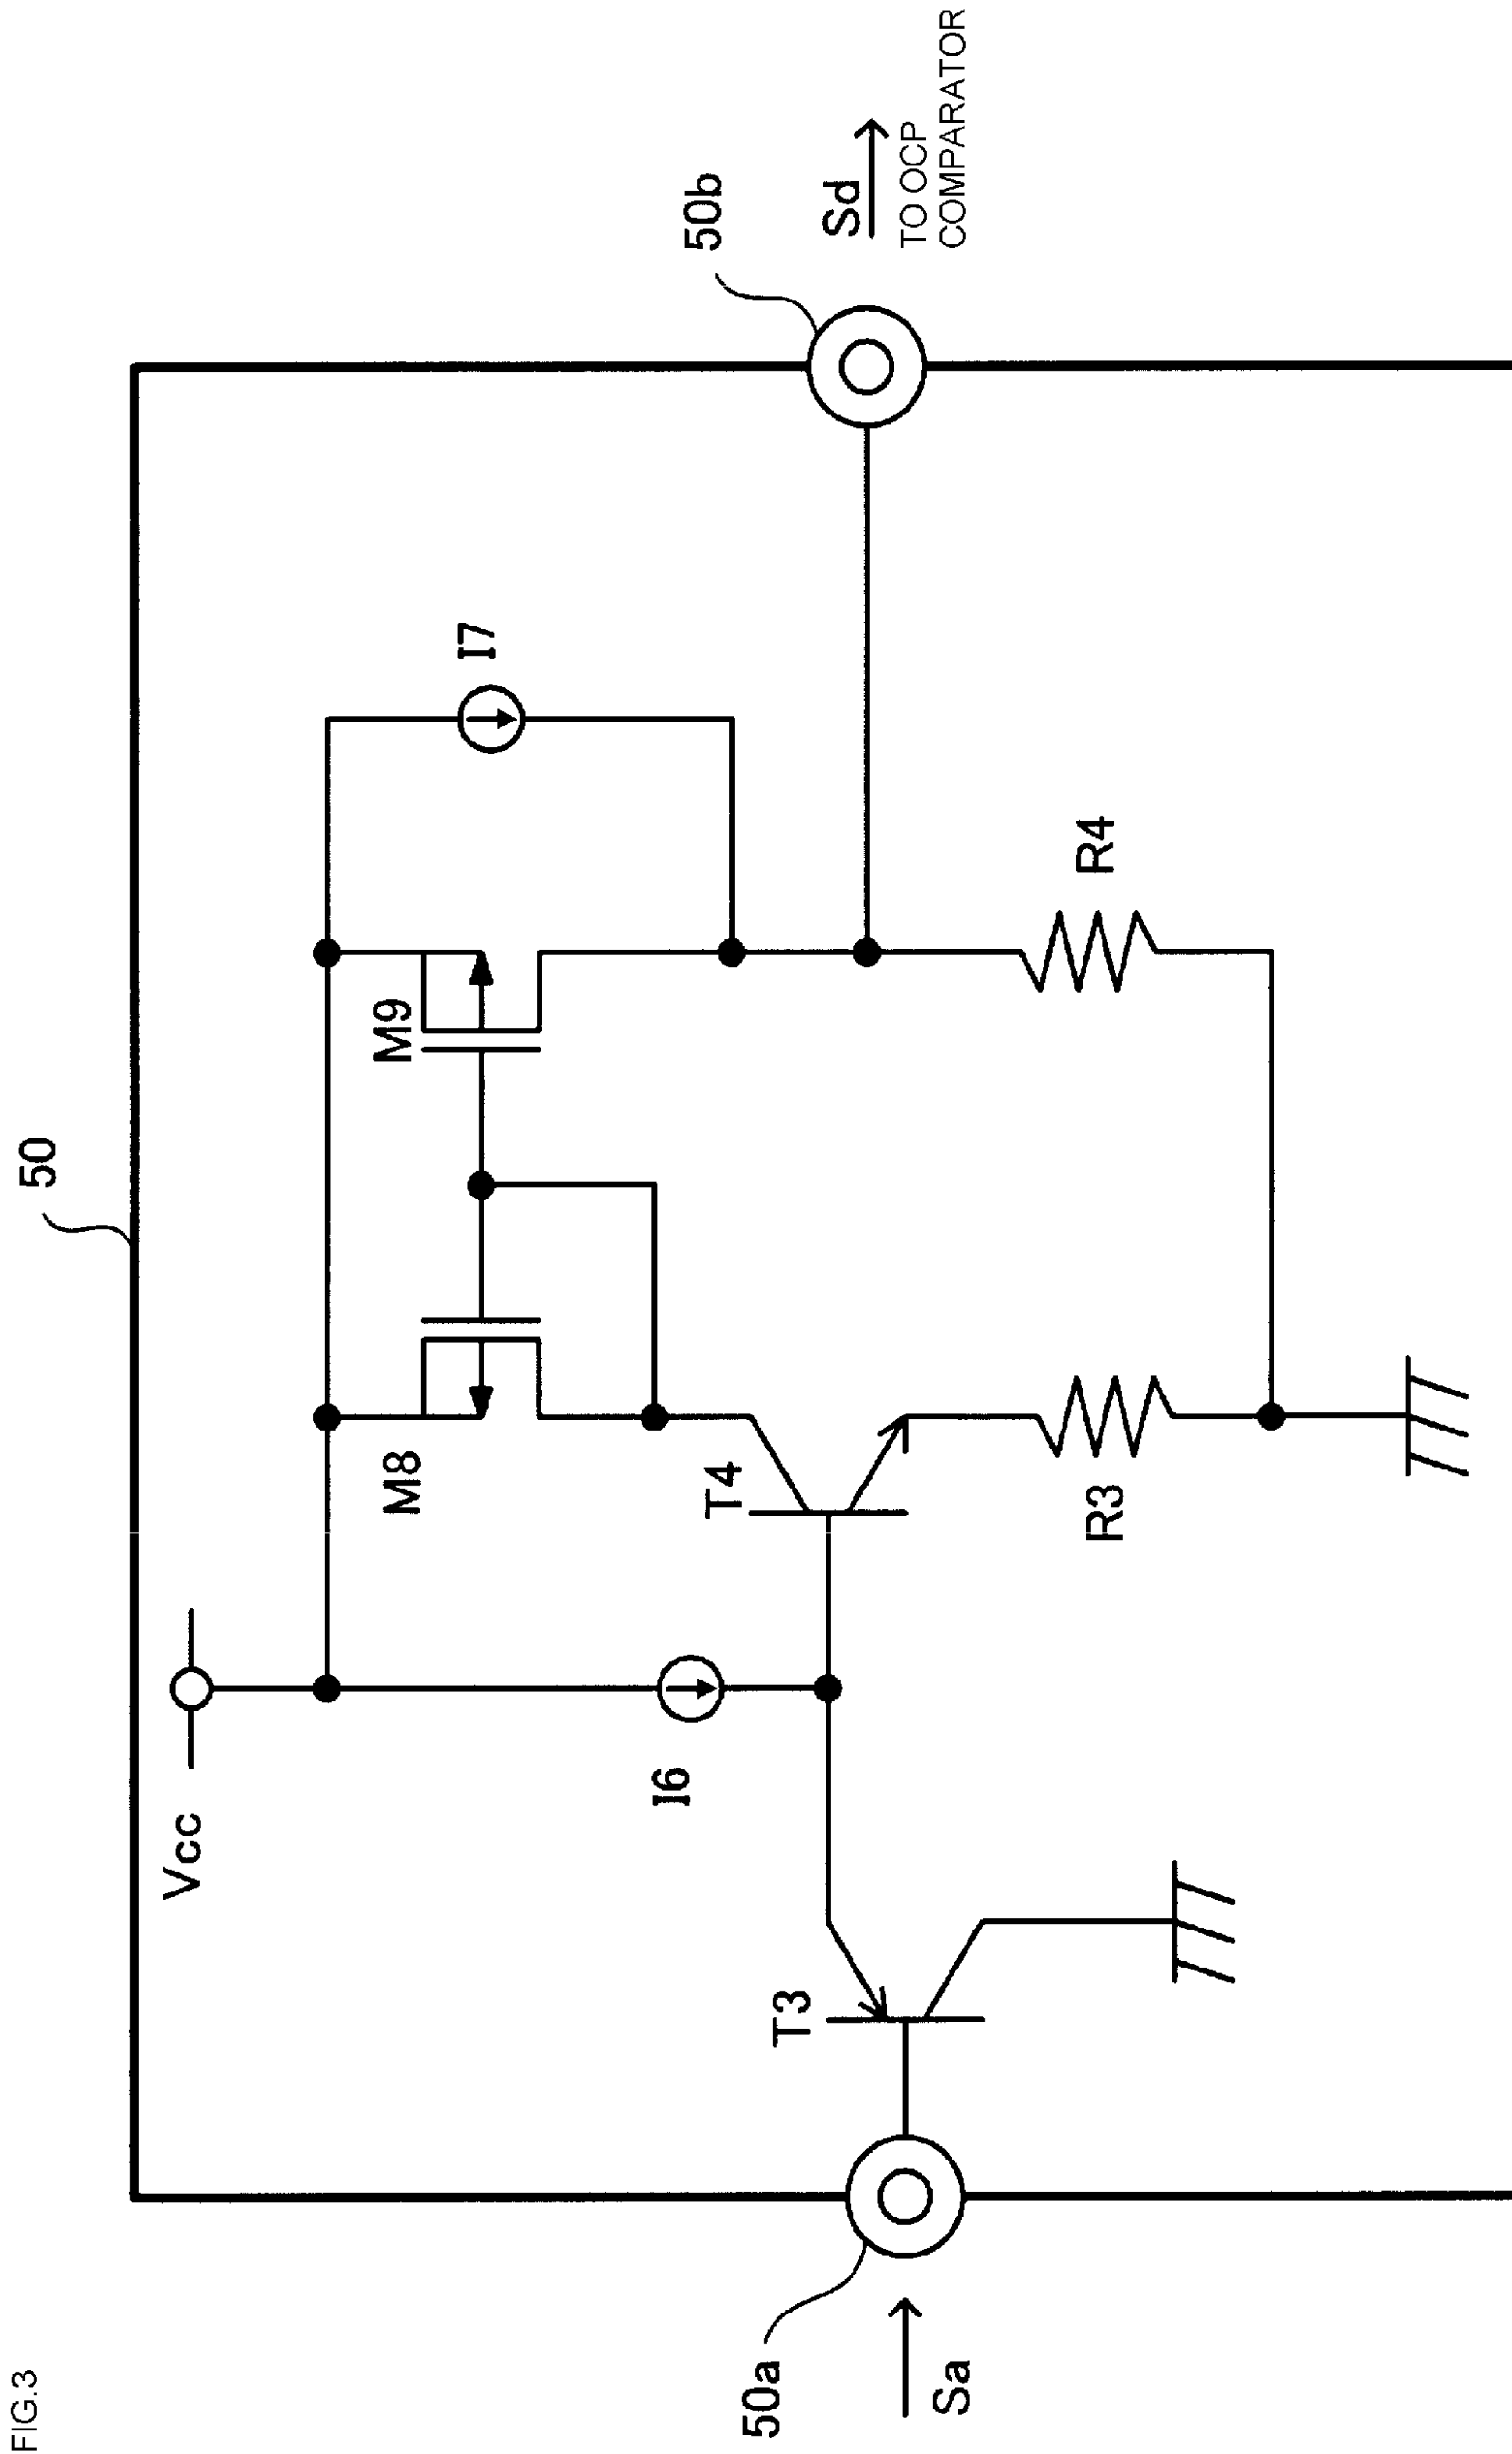 FIG.3
50
Vcc
M8
M9
I7
I6
T4
T3
R3
R4
50a
Sa
50b
Sd
TO OCP
COMPARATOR